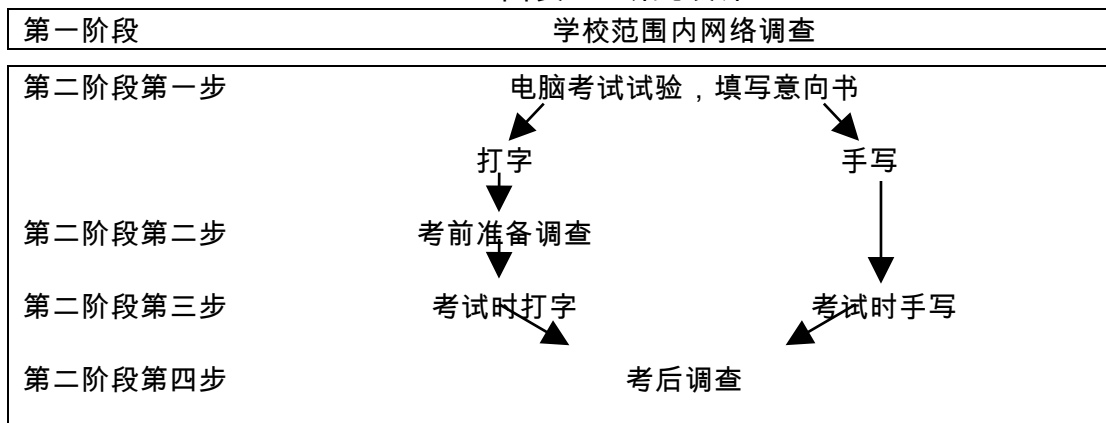 第一阶段 学校范围内网络调查
第二阶段第一步 电脑考试试验，填写意向书
打字 手写
第二阶段第二步 考前准备调查
第二阶段第三步 考试时打字 考试时手写
第二阶段第四步 考后调查